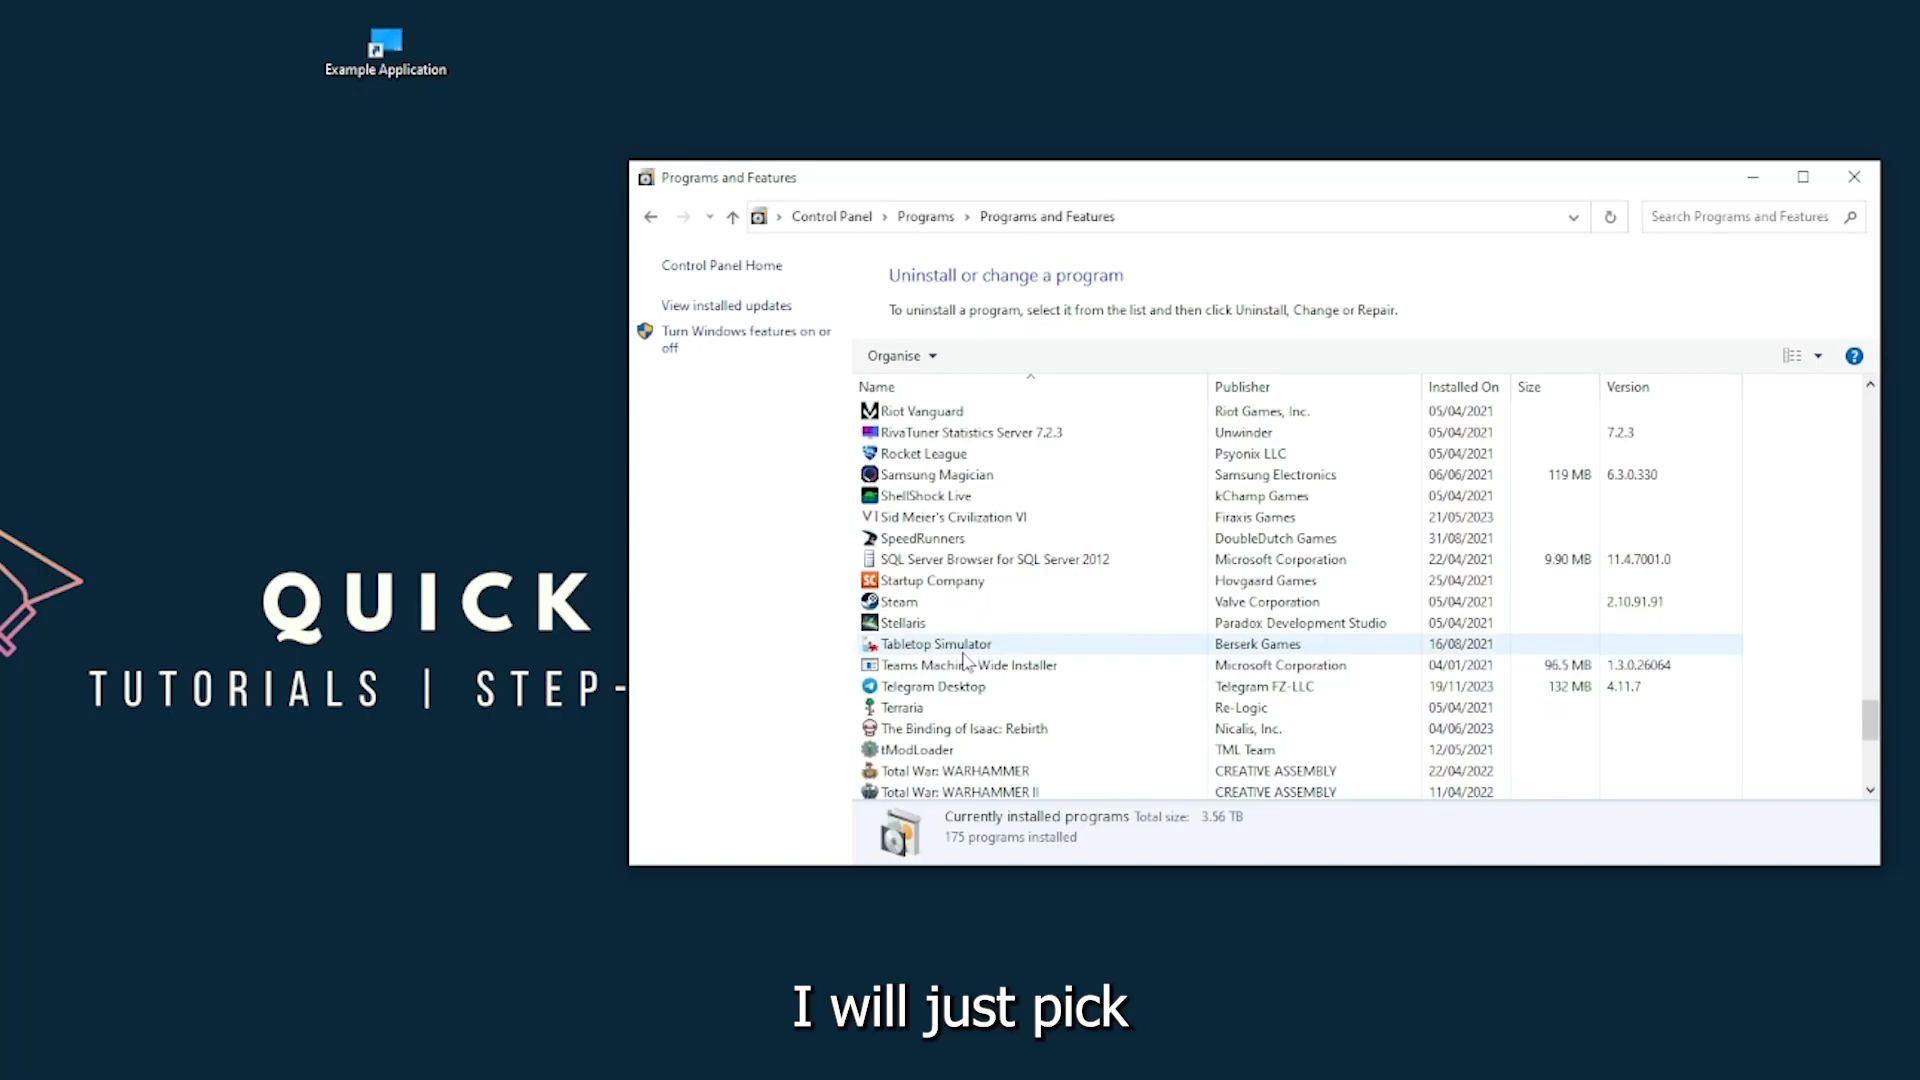 Example Application
QUICK
TUTORIALS | STEP-
Programs and Features
Control Panel > Programs > Programs and Features
Search Programs and Features
Control Panel Home
View installed updates
Turn Windows features on or
off
Uninstall or change a program
To uninstall a program, select it from the list and then click Uninstall, Change or Repair.
Organise
Name Publisher Installed On Size Version
Riot Vanguard Riot Games, Inc. 05/04/2021
RivaTuner Statistics Server 7.2.3 Unwinder 05/04/2021 7.2.3
Rocket League Psyonix LLC 05/04/2021
Samsung Magician Samsung Electronics 06/06/2021 119 MB 6.3.0.330
ShellShock Live kChamp Games 05/04/2021
VI Sid Meier's Civilization VI Firaxis Games 21/05/2023
SpeedRunners DoubleDutch Games 31/08/2021
SQL Server Browser for SQL Server 2012 Microsoft Corporation 22/04/2021 9.90 MB 11.4.7001.0
SC Startup Company Hovgaard Games 25/04/2021
Steam Valve Corporation 05/04/2021 2.10.91.91
Stellaris Paradox Development Studio 05/04/2021
Tabletop Simulator Berserk Games 16/08/2021
Teams Machine-Wide Installer Microsoft Corporation 04/01/2021 96.5 MB 1.3.0.26064
Telegram Desktop Telegram FZ-LLC 19/11/2023 132 MB 4.11.7
Terraria Re-Logic 05/04/2021
The Binding of Isaac: Rebirth Nicalis, Inc. 04/06/2023
tModLoader TML Team 12/05/2021
Total War: WARHAMMER CREATIVE ASSEMBLY 22/04/2022
Total War: WARHAMMER II CREATIVE ASSEMBLY 11/04/2022
Currently installed programs Total size: 3.56 TB
175 programs installed
I will just pick